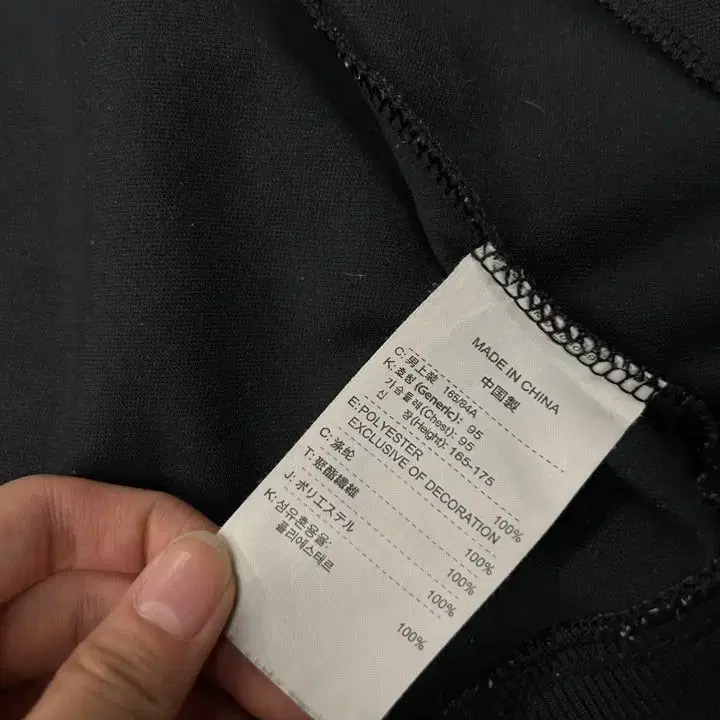 MADE IN CHINA
中国製
C: 男上装 165/84A
K: 호칭 (Generic): 95
가슴둘레(Chest): 95
신 장(Height): 165-175
E: POLYESTER 100%
EXCLUSIVE OF DECORATION
C: 涤纶 100%
T: 聚酯纖維 100%
J: ポリエステル 100%
K: 섬유혼용율:
폴리에스테르 100%